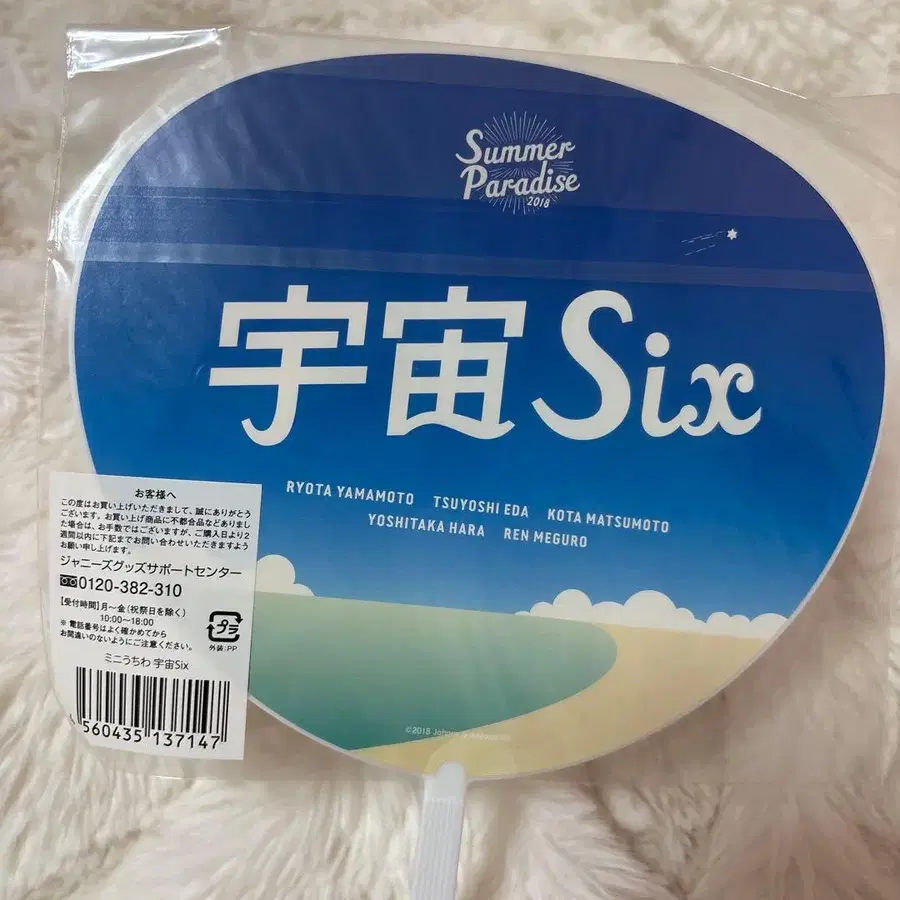 Summer
Paradise
2018
宇宙Six
RYOTA YAMAMOTO TSUYOSHI EDA KOTA MATSUMOTO
YOSHITAKA HARA REN MEGURO
お客様へ
この度はお買い上げいただきまして、誠にありがとう
ございます。お買い上げ商品に不都合品などありまし
た場合は、お手数ではございますが、ご購入日より2
週間以内に下記までお問い合わせいただきますよう
お願い申し上げます。
ジャニーズグッズサポートセンター
0120-382-310
【受付時間】月～金(祝祭日を除く)
10:00～18:00
※ 電話番号はよく確かめてから
お間違いのないようにご注意ください。
プラ
外装:PP
ミニうちわ 宇宙Six
4 560435 137147
©2018 Johnny